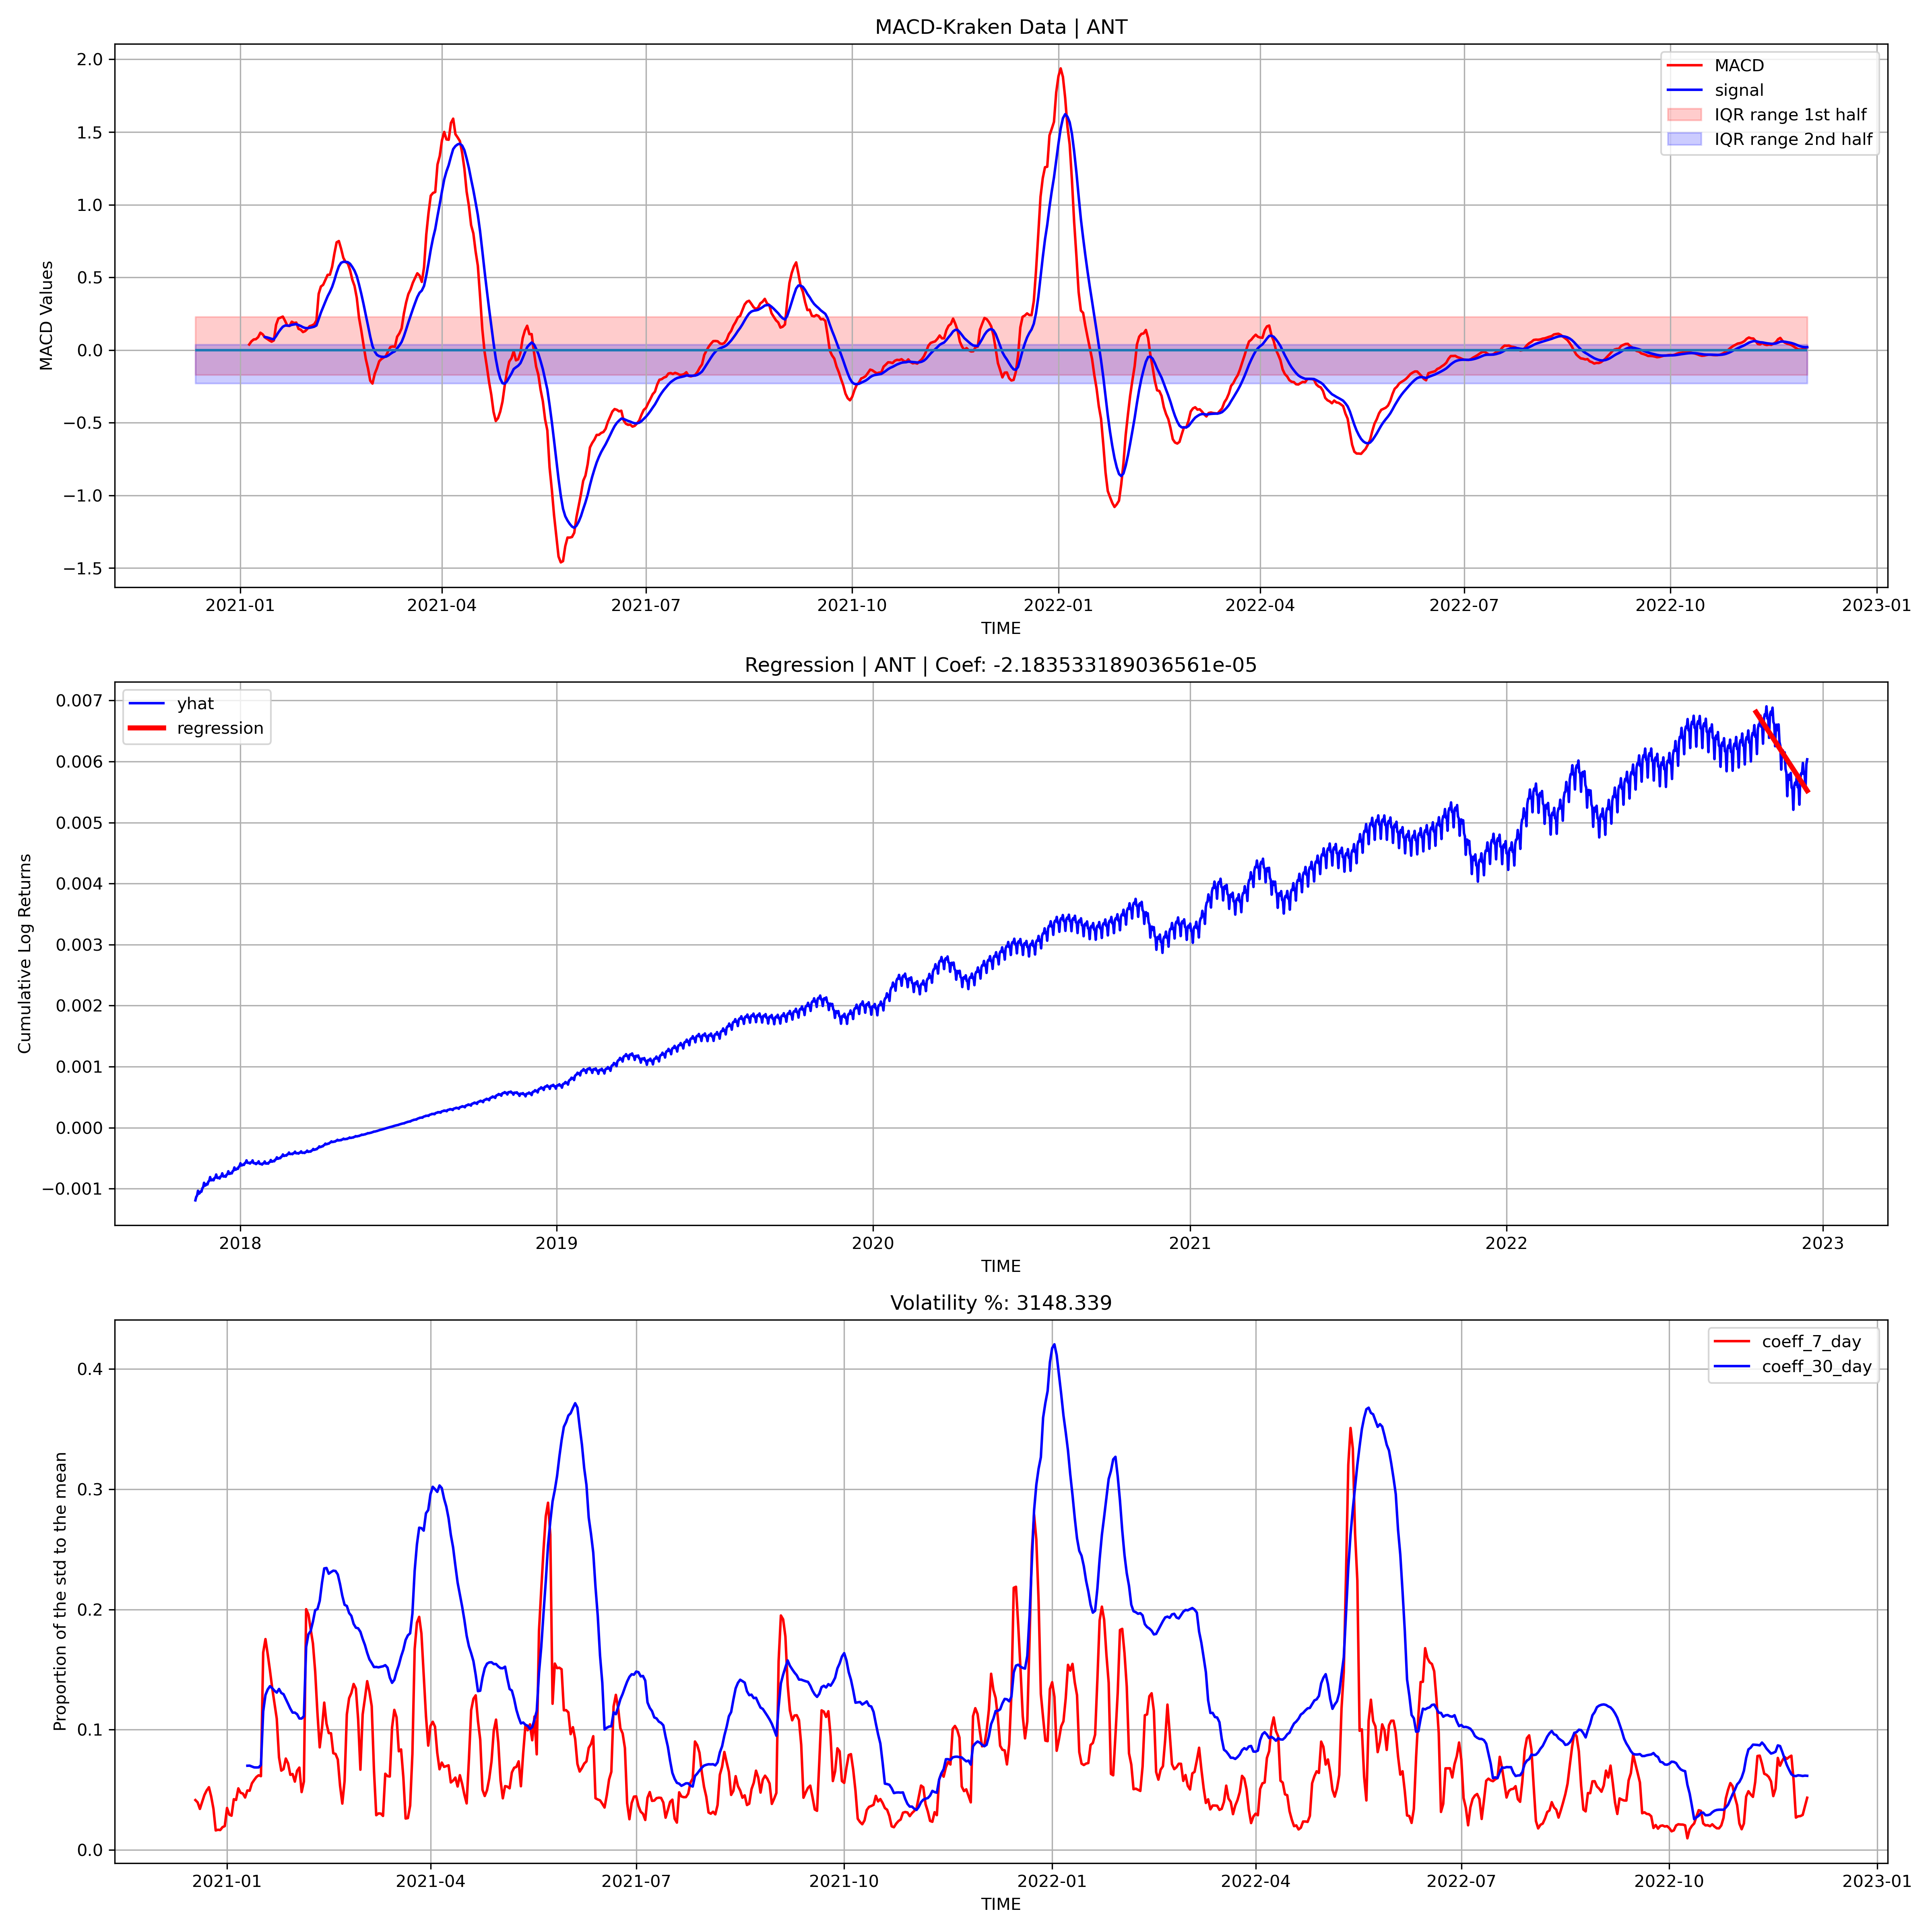 MACD-Kraken Data | ANT
MACD Values
2.0
1.5
1.0
0.5
0.0
−0.5
−1.0
−1.5
MACD
signal
IQR range 1st half
IQR range 2nd half
2021-01 2021-04 2021-07 2021-10 2022-01 2022-04 2022-07 2022-10 2023-01
TIME
Regression | ANT | Coef: -2.183533189036561e-05
Cumulative Log Returns
0.007
0.006
0.005
0.004
0.003
0.002
0.001
0.000
−0.001
yhat
regression
2018 2019 2020 2021 2022 2023
TIME
Volatility %: 3148.339
Proportion of the std to the mean
0.4
0.3
0.2
0.1
0.0
coeff_7_day
coeff_30_day
2021-01 2021-04 2021-07 2021-10 2022-01 2022-04 2022-07 2022-10 2023-01
TIME